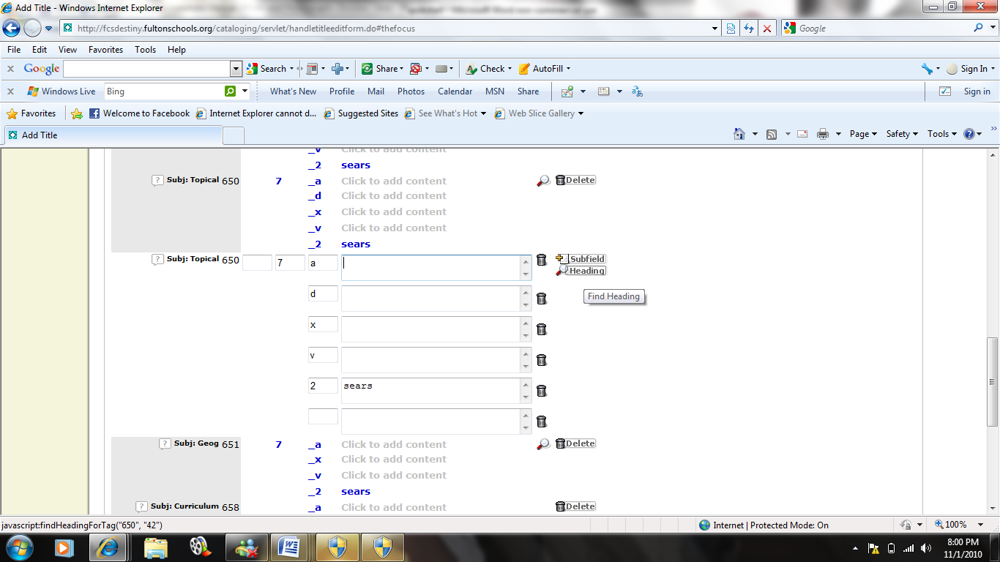 Add Title - Windows Internet Explorer
http://fcsdestiny.fultonschools.org/cataloging/servlet/handletitleeditform.do#thefocus
Google
File Edit View Favorites Tools Help
x Google Search Share Check AutoFill Sign In
x Windows Live Bing What's New Profile Mail Photos Calendar MSN Share Sign in
Favorites Welcome to Facebook Internet Explorer cannot d... Suggested Sites See What's Hot Web Slice Gallery
Add Title Page Safety Tools
_v Click to add content
_2 sears
? Subj: Topical 650 7 _a Click to add content Delete
_d Click to add content
_x Click to add content
_v Click to add content
_2 sears
? Subj: Topical 650 7 a Subfield
Heading
d Find Heading
x
v
2 sears
? Subj: Geog 651 7 _a Click to add content Delete
_x Click to add content
_v Click to add content
_2 sears
? Subj: Curriculum 658 _a Click to add content Delete
javascript:findHeadingForTag("650", "42") Internet | Protected Mode: On 100%
8:00 PM
11/1/2010